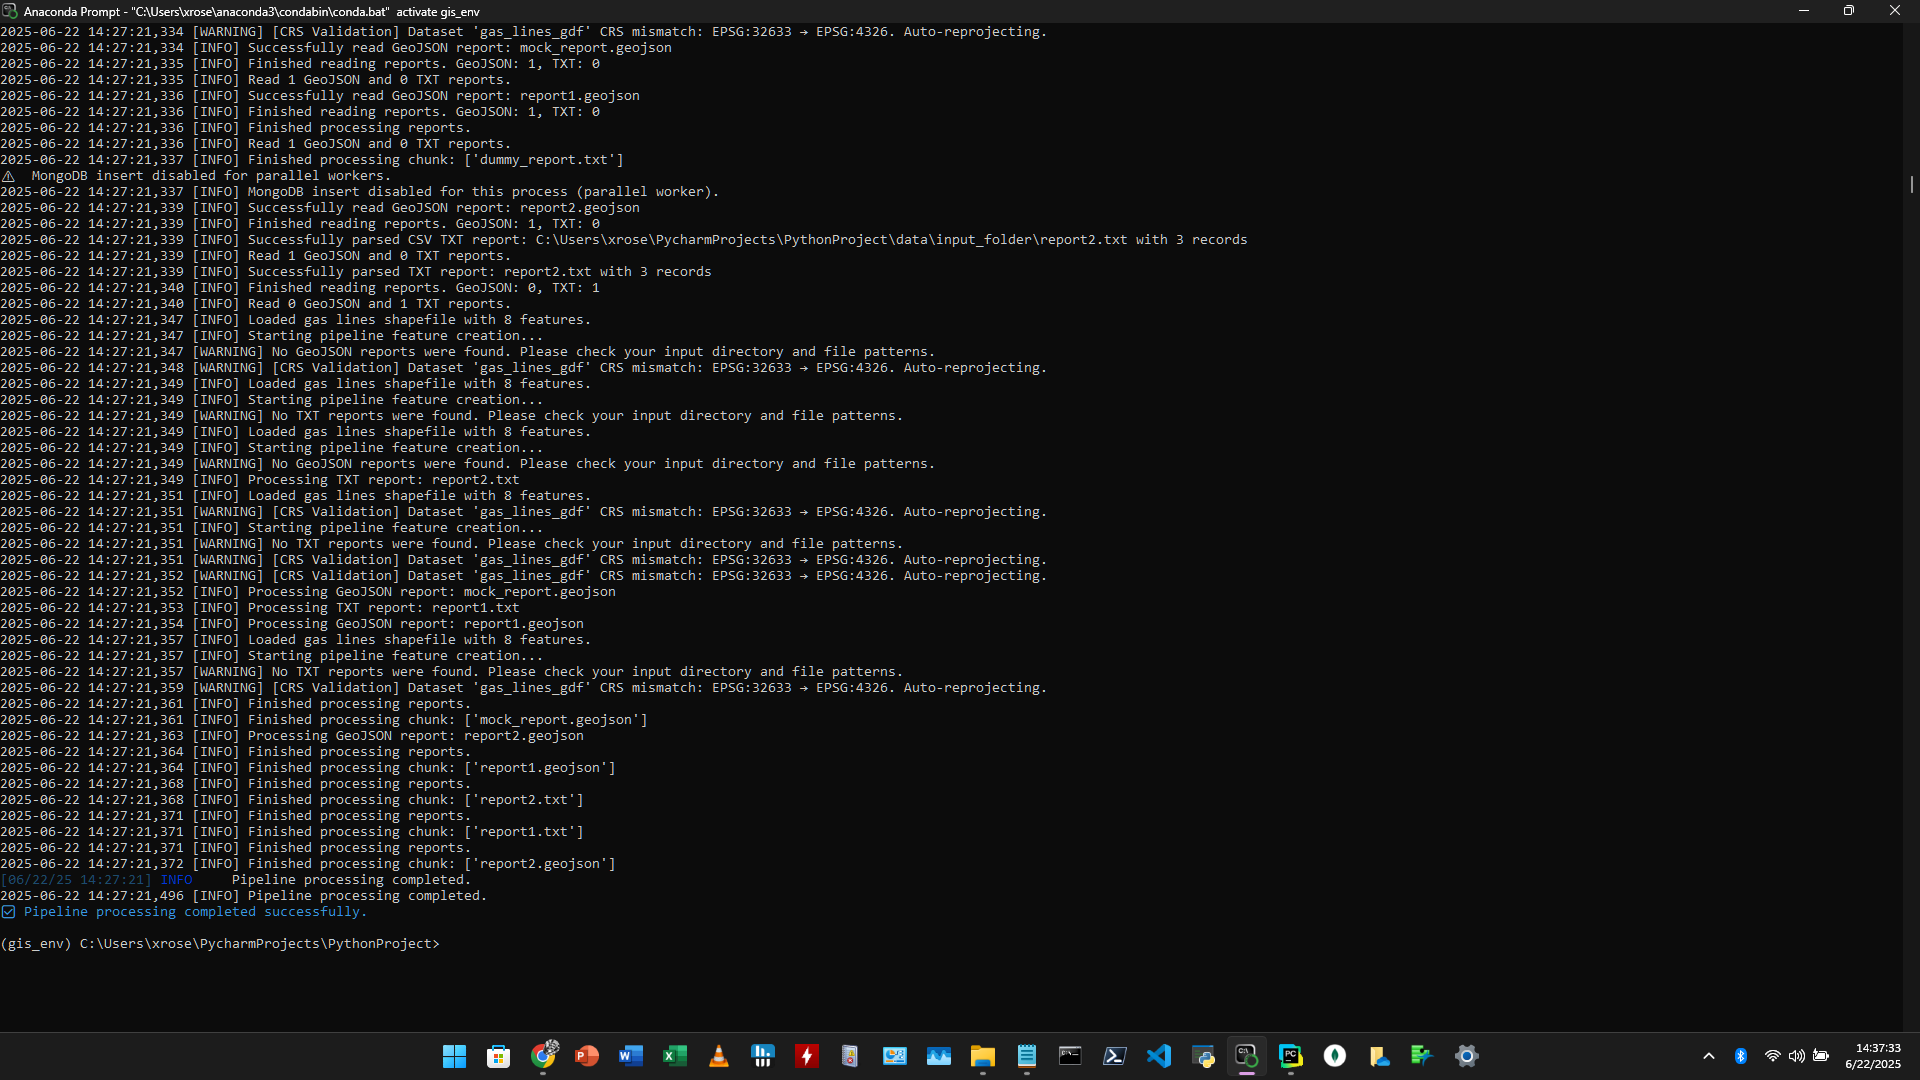 Anaconda Prompt - "C:\Users\xrose\anaconda3\condabin\conda.bat"  activate gis_env
2025-06-22 14:27:21,334 [WARNING] [CRS Validation] Dataset 'gas_lines_gdf' CRS mismatch: EPSG:32633 → EPSG:4326. Auto-reprojecting.
2025-06-22 14:27:21,334 [INFO] Successfully read GeoJSON report: mock_report.geojson
2025-06-22 14:27:21,335 [INFO] Finished reading reports. GeoJSON: 1, TXT: 0
2025-06-22 14:27:21,335 [INFO] Read 1 GeoJSON and 0 TXT reports.
2025-06-22 14:27:21,336 [INFO] Successfully read GeoJSON report: report1.geojson
2025-06-22 14:27:21,336 [INFO] Finished reading reports. GeoJSON: 1, TXT: 0
2025-06-22 14:27:21,336 [INFO] Finished processing reports.
2025-06-22 14:27:21,336 [INFO] Read 1 GeoJSON and 0 TXT reports.
2025-06-22 14:27:21,337 [INFO] Finished processing chunk: ['dummy_report.txt']
⚠  MongoDB insert disabled for parallel workers.
2025-06-22 14:27:21,337 [INFO] MongoDB insert disabled for this process (parallel worker).
2025-06-22 14:27:21,339 [INFO] Successfully read GeoJSON report: report2.geojson
2025-06-22 14:27:21,339 [INFO] Finished reading reports. GeoJSON: 1, TXT: 0
2025-06-22 14:27:21,339 [INFO] Successfully parsed CSV TXT report: C:\Users\xrose\PycharmProjects\PythonProject\data\input_folder\report2.txt with 3 records
2025-06-22 14:27:21,339 [INFO] Read 1 GeoJSON and 0 TXT reports.
2025-06-22 14:27:21,339 [INFO] Successfully parsed TXT report: report2.txt with 3 records
2025-06-22 14:27:21,340 [INFO] Finished reading reports. GeoJSON: 0, TXT: 1
2025-06-22 14:27:21,340 [INFO] Read 0 GeoJSON and 1 TXT reports.
2025-06-22 14:27:21,347 [INFO] Loaded gas lines shapefile with 8 features.
2025-06-22 14:27:21,347 [INFO] Starting pipeline feature creation...
2025-06-22 14:27:21,347 [WARNING] No GeoJSON reports were found. Please check your input directory and file patterns.
2025-06-22 14:27:21,348 [WARNING] [CRS Validation] Dataset 'gas_lines_gdf' CRS mismatch: EPSG:32633 → EPSG:4326. Auto-reprojecting.
2025-06-22 14:27:21,349 [INFO] Loaded gas lines shapefile with 8 features.
2025-06-22 14:27:21,349 [INFO] Starting pipeline feature creation...
2025-06-22 14:27:21,349 [WARNING] No TXT reports were found. Please check your input directory and file patterns.
2025-06-22 14:27:21,349 [INFO] Loaded gas lines shapefile with 8 features.
2025-06-22 14:27:21,349 [INFO] Starting pipeline feature creation...
2025-06-22 14:27:21,349 [WARNING] No GeoJSON reports were found. Please check your input directory and file patterns.
2025-06-22 14:27:21,349 [INFO] Processing TXT report: report2.txt
2025-06-22 14:27:21,351 [INFO] Loaded gas lines shapefile with 8 features.
2025-06-22 14:27:21,351 [WARNING] [CRS Validation] Dataset 'gas_lines_gdf' CRS mismatch: EPSG:32633 → EPSG:4326. Auto-reprojecting.
2025-06-22 14:27:21,351 [INFO] Starting pipeline feature creation...
2025-06-22 14:27:21,351 [WARNING] No TXT reports were found. Please check your input directory and file patterns.
2025-06-22 14:27:21,351 [WARNING] [CRS Validation] Dataset 'gas_lines_gdf' CRS mismatch: EPSG:32633 → EPSG:4326. Auto-reprojecting.
2025-06-22 14:27:21,352 [WARNING] [CRS Validation] Dataset 'gas_lines_gdf' CRS mismatch: EPSG:32633 → EPSG:4326. Auto-reprojecting.
2025-06-22 14:27:21,352 [INFO] Processing GeoJSON report: mock_report.geojson
2025-06-22 14:27:21,353 [INFO] Processing TXT report: report1.txt
2025-06-22 14:27:21,354 [INFO] Processing GeoJSON report: report1.geojson
2025-06-22 14:27:21,357 [INFO] Loaded gas lines shapefile with 8 features.
2025-06-22 14:27:21,357 [INFO] Starting pipeline feature creation...
2025-06-22 14:27:21,357 [WARNING] No TXT reports were found. Please check your input directory and file patterns.
2025-06-22 14:27:21,359 [WARNING] [CRS Validation] Dataset 'gas_lines_gdf' CRS mismatch: EPSG:32633 → EPSG:4326. Auto-reprojecting.
2025-06-22 14:27:21,361 [INFO] Finished processing reports.
2025-06-22 14:27:21,361 [INFO] Finished processing chunk: ['mock_report.geojson']
2025-06-22 14:27:21,363 [INFO] Processing GeoJSON report: report2.geojson
2025-06-22 14:27:21,364 [INFO] Finished processing reports.
2025-06-22 14:27:21,364 [INFO] Finished processing chunk: ['report1.geojson']
2025-06-22 14:27:21,368 [INFO] Finished processing reports.
2025-06-22 14:27:21,368 [INFO] Finished processing chunk: ['report2.txt']
2025-06-22 14:27:21,371 [INFO] Finished processing reports.
2025-06-22 14:27:21,371 [INFO] Finished processing chunk: ['report1.txt']
2025-06-22 14:27:21,371 [INFO] Finished processing reports.
2025-06-22 14:27:21,372 [INFO] Finished processing chunk: ['report2.geojson']
[06/22/25 14:27:21] INFO     Pipeline processing completed.
2025-06-22 14:27:21,496 [INFO] Pipeline processing completed.
☑ Pipeline processing completed successfully.
(gis_env) C:\Users\xrose\PycharmProjects\PythonProject>
14:37:33
6/22/2025